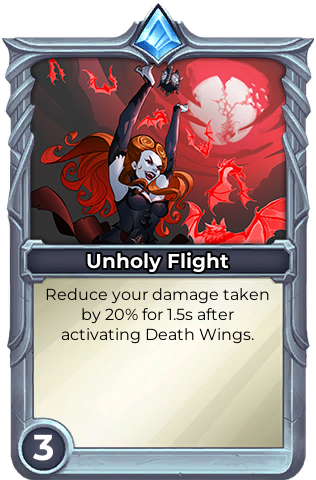 Unholy Flight
Reduce your damage taken
by 20% for 1.5s after
activating Death Wings.
3